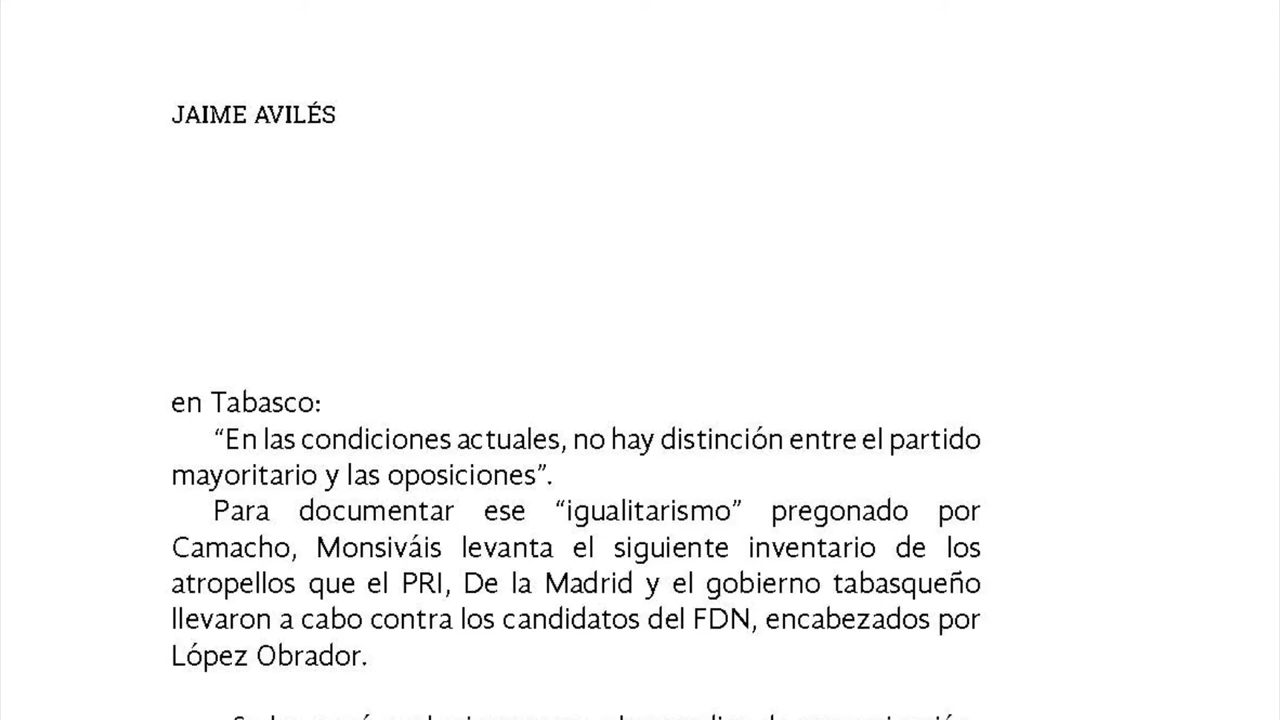 JAIME AVILÉS
en Tabasco:
“En las condiciones actuales, no hay distinción entre el partido
mayoritario y las oposiciones”.
Para documentar ese “igualitarismo” pregonado por
Camacho, Monsiváis levanta el siguiente inventario de los
atropellos que el PRI, De la Madrid y el gobierno tabasqueño
llevaron a cabo contra los candidatos del FDN, encabezados por
López Obrador.